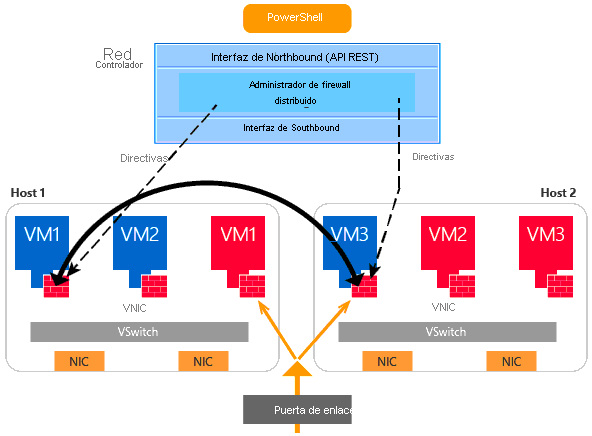 PowerShell
Red
Controlador
Interfaz de Northbound (API REST)
Administrador de firewall
distribuido
Interfaz de Southbound
Directivas
Directivas
Host 1
Host 2
VM1
VM2
VM1
VM3
VM2
VM3
VNIC
VNIC
VSwitch
VSwitch
NIC
NIC
NIC
NIC
Puerta de enlace